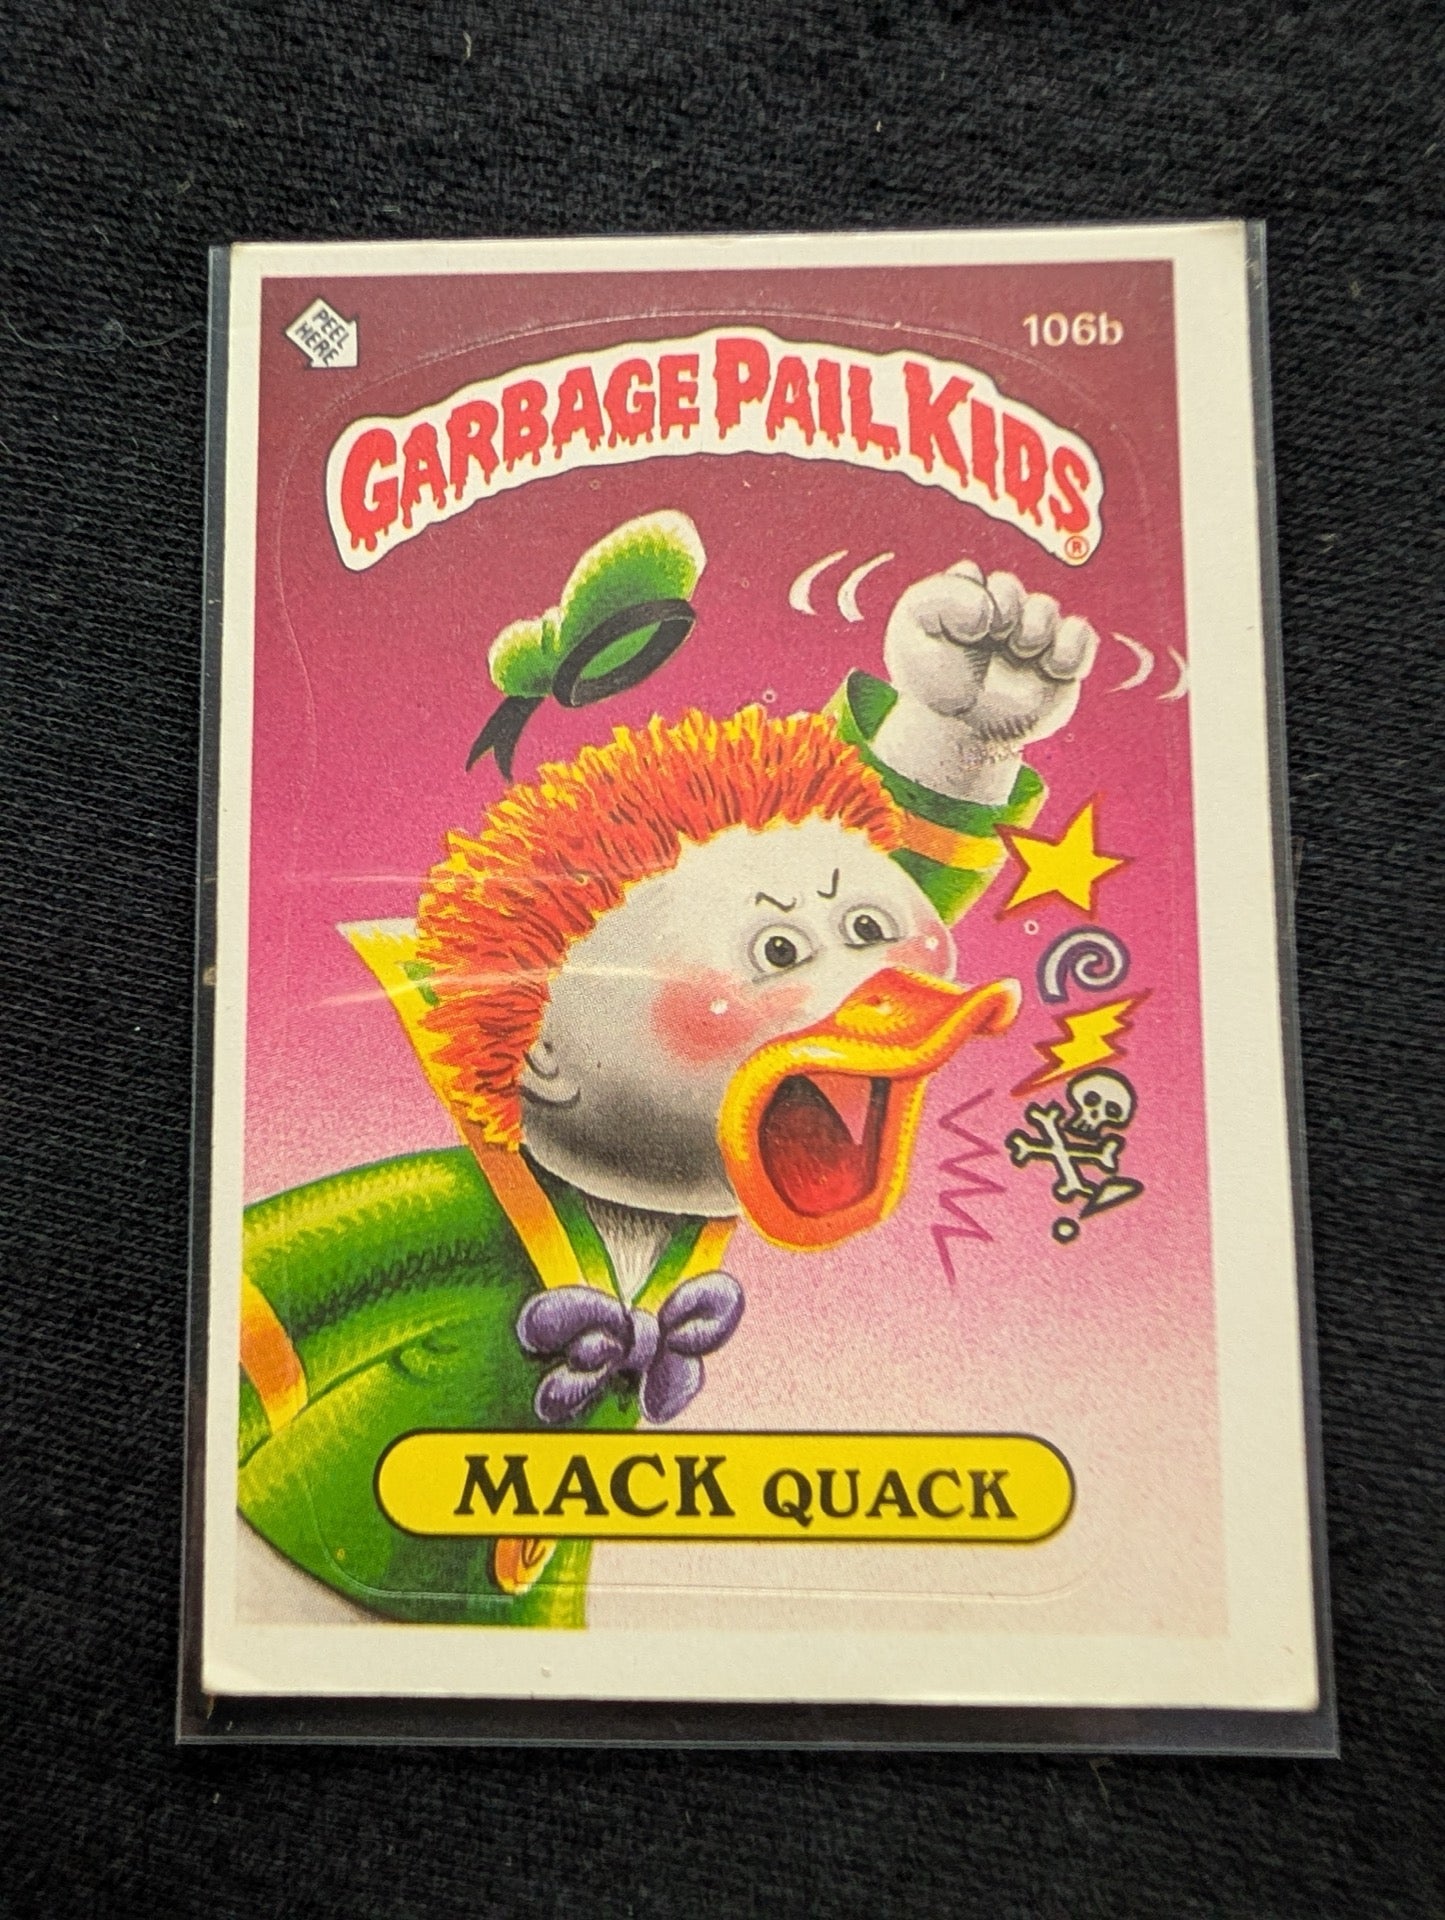 PEEL
HERE
106b
GARBAGE PAIL KIDS
®
MACK QUACK